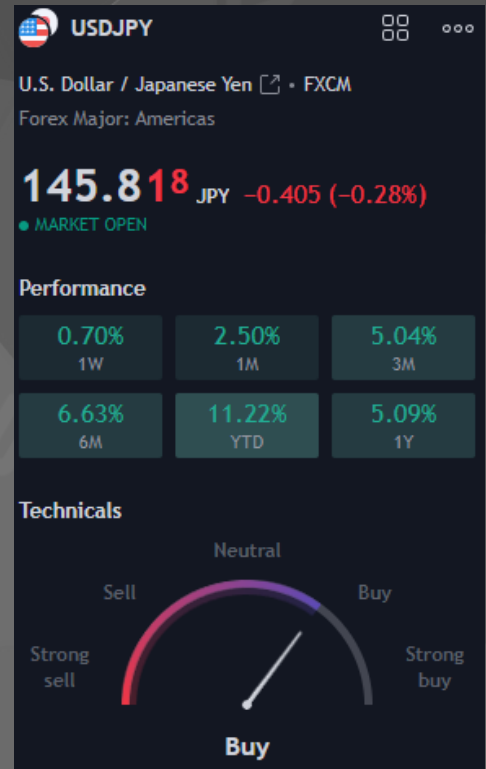 USDJPY
U.S. Dollar / Japanese Yen • FXCM
Forex Major: Americas
145.818 JPY −0.405 (−0.28%)
MARKET OPEN
Performance
0.70% 2.50% 5.04%
1W 1M 3M
6.63% 11.22% 5.09%
6M YTD 1Y
Technicals
Neutral
Sell Buy
Strong sell Strong buy
Buy